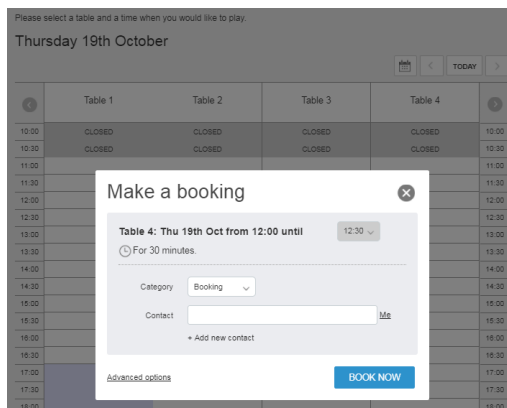 Please select a table and a time when you would like to play.
Thursday 19th October
TODAY
Table 1 Table 2 Table 3 Table 4
10:00 CLOSED CLOSED CLOSED CLOSED 10:00
10:30 CLOSED CLOSED CLOSED CLOSED 10:30
11:00 11:00
11:30 11:30
12:00 12:00
12:30 12:30
13:00 13:00
13:30 13:30
14:00 14:00
14:30 14:30
15:00 15:00
15:30 15:30
16:00 16:00
16:30 16:30
17:00 17:00
17:30 17:30
18:00 18:00
Make a booking
Table 4: Thu 19th Oct from 12:00 until 12:30
For 30 minutes.
Category Booking
Contact Me
+ Add new contact
Advanced options BOOK NOW